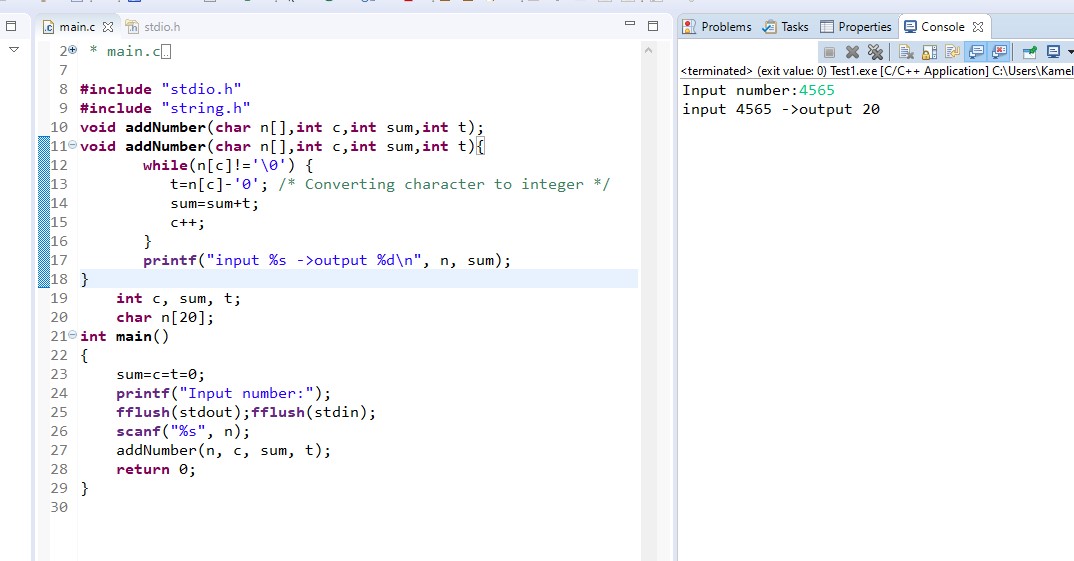 main.c stdio.h
2 * main.c
7
8 #include "stdio.h"
9 #include "string.h"
10 void addNumber(char n[],int c,int sum,int t);
11 void addNumber(char n[],int c,int sum,int t){
12 while(n[c]!='\0') {
13 t=n[c]-'0'; /* Converting character to integer */
14 sum=sum+t;
15 c++;
16 }
17 printf("input %s ->output %d\n", n, sum);
18 }
19 int c, sum, t;
20 char n[20];
21 int main()
22 {
23 sum=c=t=0;
24 printf("Input number:");
25 fflush(stdout);fflush(stdin);
26 scanf("%s", n);
27 addNumber(n, c, sum, t);
28 return 0;
29 }
30
Problems Tasks Properties Console
<terminated> (exit value: 0) Test1.exe [C/C++ Application] C:\Users\Kamel
Input number:4565
input 4565 ->output 20